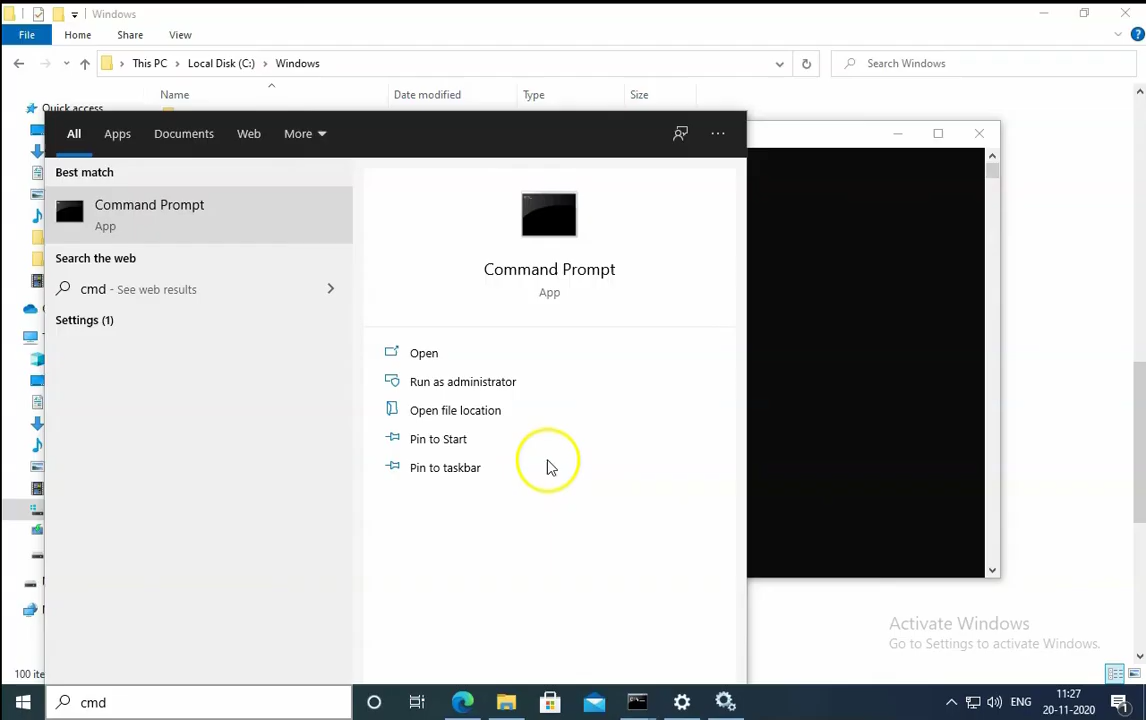 Windows
File Home Share View
This PC Local Disk (C:) Windows
Search Windows
Name Date modified Type Size
Quick access
All Apps Documents Web More
Best match
Command Prompt
App
Search the web
cmd - See web results
Settings (1)
Command Prompt
App
Open
Run as administrator
Open file location
Pin to Start
Pin to taskbar
Activate Windows
Go to Settings to activate Windows.
100 ite
cmd
ENG
11:27
20-11-2020
1